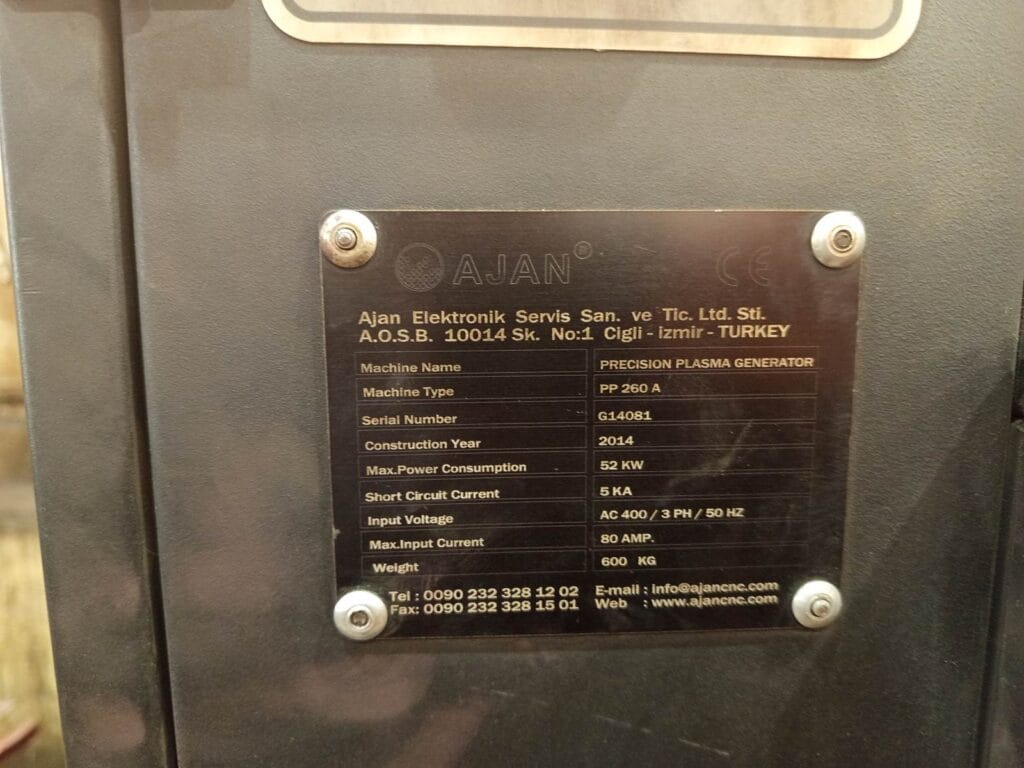 AJAN®
CE
Ajan Elektronik Servis San. ve Tic. Ltd. Sti.
A.O.S.B. 10014 Sk. No:1 Cigli - izmir - TURKEY
Machine Name PRECISION PLASMA GENERATOR
Machine Type PP 260 A
Serial Number G14081
Construction Year 2014
Max.Power Consumption 52 KW
Short Circuit Current 5 KA
Input Voltage AC 400 / 3 PH / 50 HZ
Max.Input Current 80 AMP.
Weight 600 KG
Tel : 0090 232 328 12 02 E-mail : info@ajancnc.com
Fax: 0090 232 328 15 01 Web : www.ajancnc.com